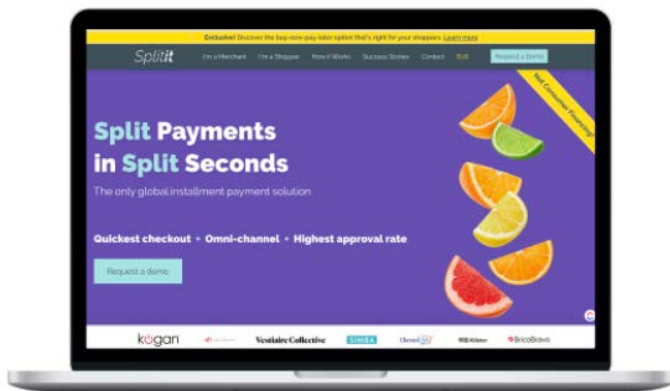 Exclusive! Discover the buy-now pay-later option that's right for your shoppers. Learn more
Splitit
I'm a Merchant I'm a Shopper How it Works Success Stories Contact Request a Demo
Not Consumer Financing!
Split Payments
in Split Seconds
The only global installment payment solution
Quickest checkout • Omni-channel • Highest approval rate
Request a demo
kogan Vestiaire Collective SIMBA BricoBravo